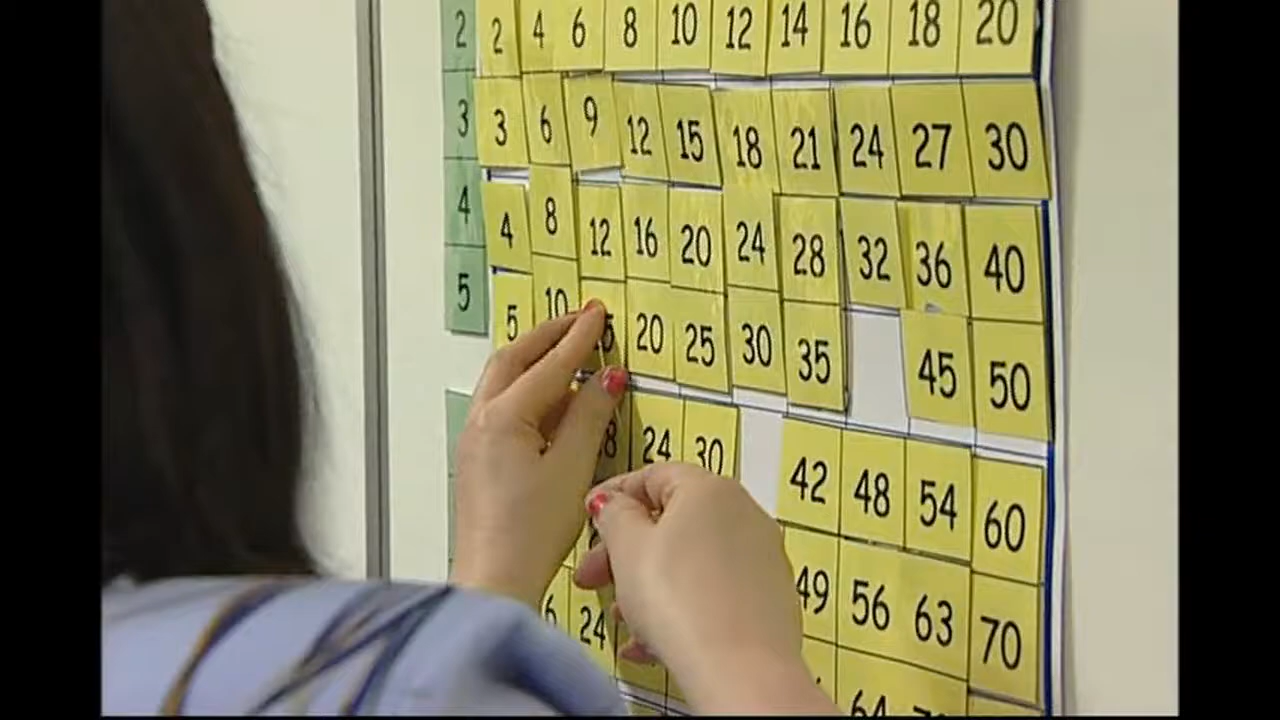 2 2 4 6 8 10 12 14 16 18 20
3 3 6 9 12 15 18 21 24 27 30
4 4 8 12 16 20 24 28 32 36 40
5 5 10 20 25 30 35 45 50
24 30 42 48 54 60
49 56 63 70
24 64